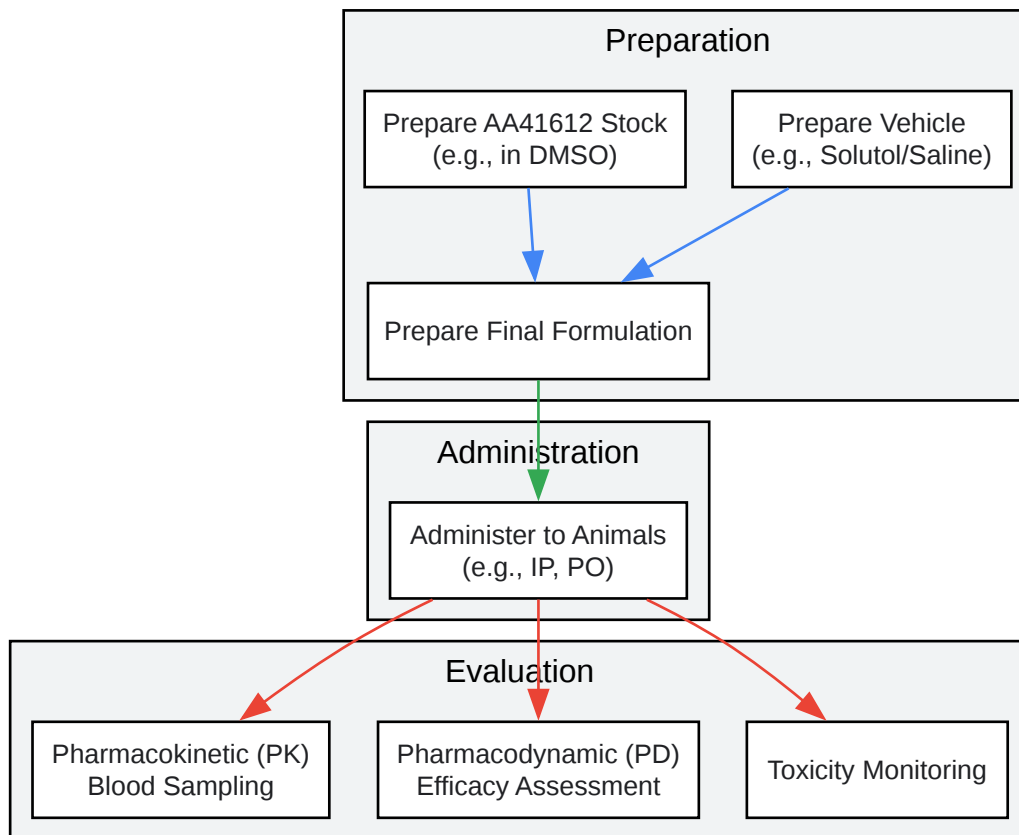 Preparation
Prepare AA41612 Stock
(e.g., in DMSO)
Prepare Vehicle
(e.g., Solutol/Saline)
Prepare Final Formulation
Administration
Administer to Animals
(e.g., IP, PO)
Evaluation
Pharmacokinetic (PK)
Blood Sampling
Pharmacodynamic (PD)
Efficacy Assessment
Toxicity Monitoring